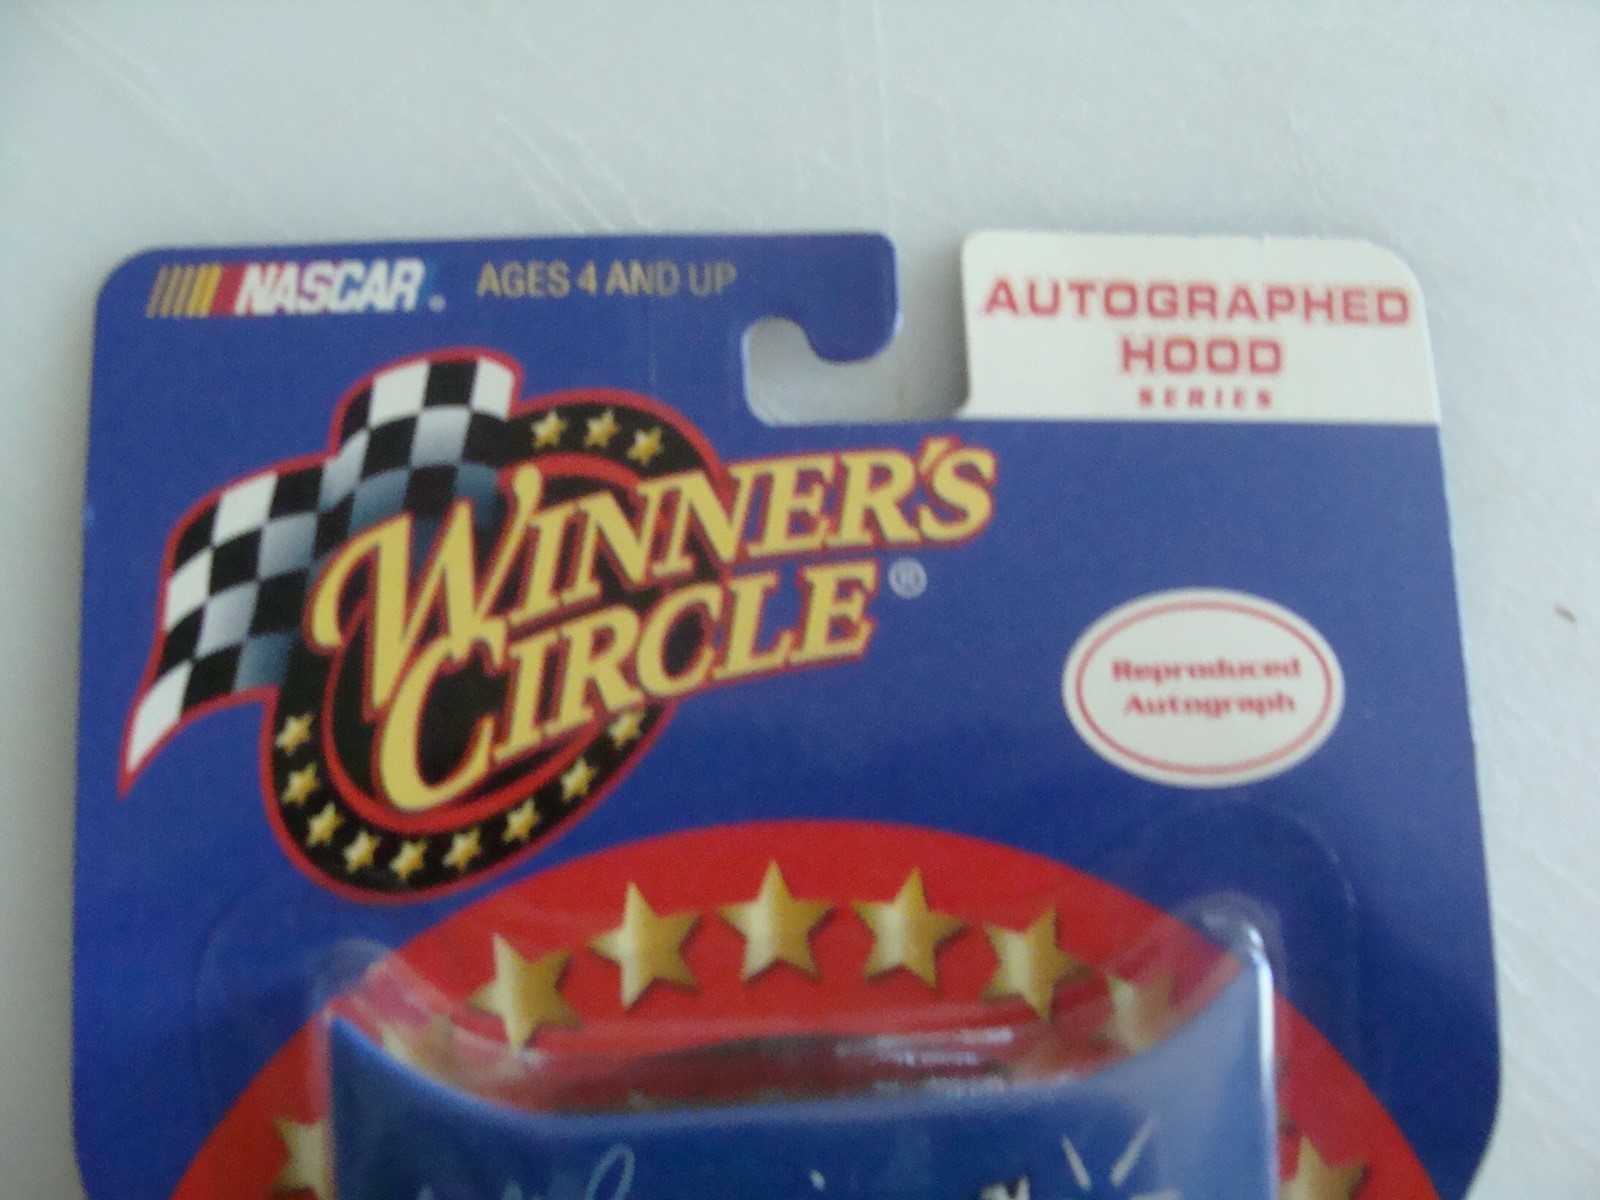 NASCAR.
AGES 4 AND UP
AUTOGRAPHED
HOOD
SERIES
WINNER'S
CIRCLE®
Reproduced
Autograph